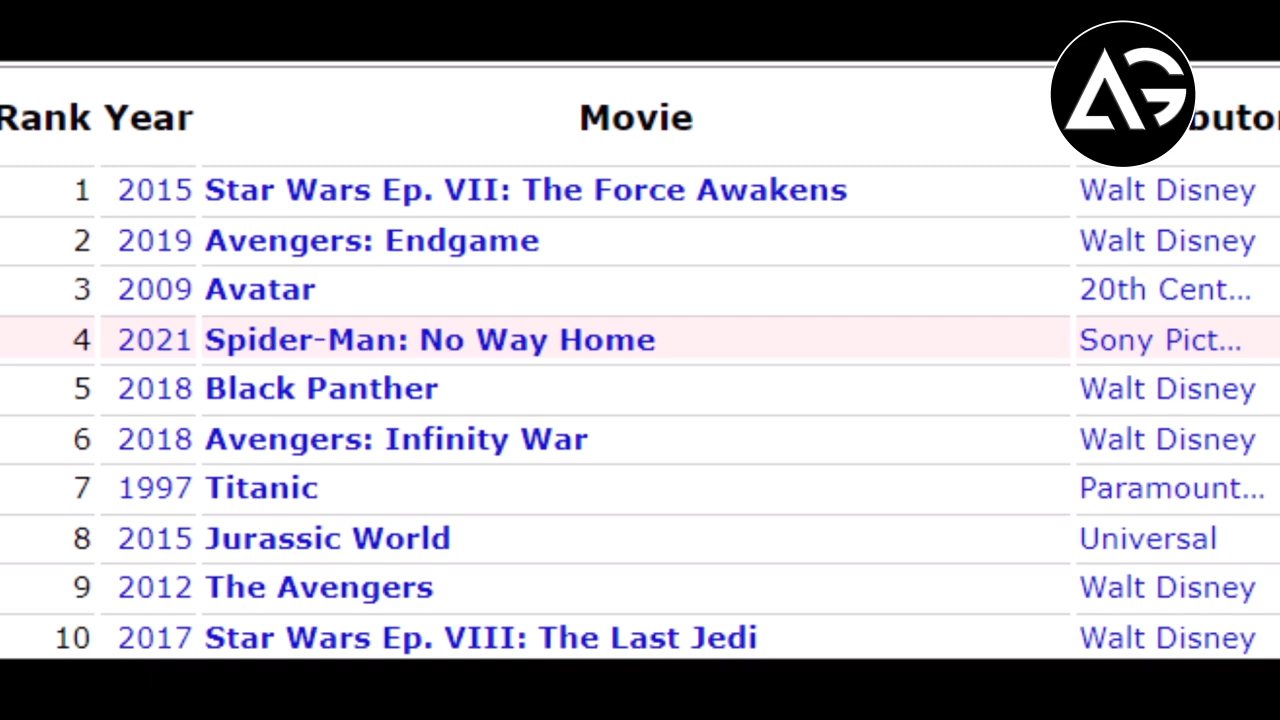 AG
Rank Year Movie butor
1 2015 Star Wars Ep. VII: The Force Awakens Walt Disney
2 2019 Avengers: Endgame Walt Disney
3 2009 Avatar 20th Cent...
4 2021 Spider-Man: No Way Home Sony Pict...
5 2018 Black Panther Walt Disney
6 2018 Avengers: Infinity War Walt Disney
7 1997 Titanic Paramount...
8 2015 Jurassic World Universal
9 2012 The Avengers Walt Disney
10 2017 Star Wars Ep. VIII: The Last Jedi Walt Disney